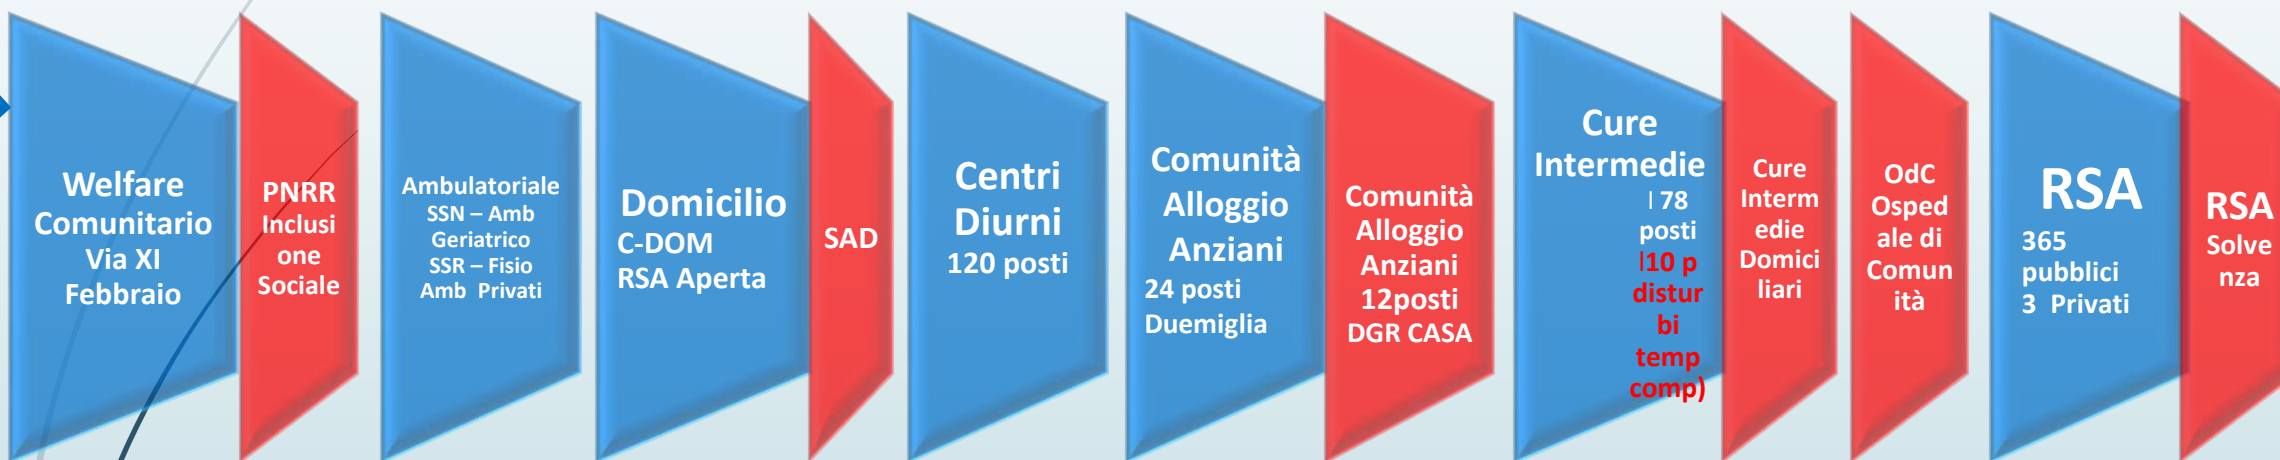 Welfare
Comunitario
Via XI
Febbraio
PNRR
Inclusi
one
Sociale
Ambulatoriale
SSN – Amb
Geriatrico
SSR – Fisio
Amb Privati
Domicilio
C-DOM
RSA Aperta
SAD
Centri
Diurni
120 posti
Comunità
Alloggio
Anziani
24 posti
Duemiglia
Comunità
Alloggio
Anziani
12posti
DGR CASA
Cure
Intermedie
l 78
posti
l10 p
distur
bi
temp
comp)
Cure
Interm
edie
Domici
liari
OdC
Osped
ale di
Comun
ità
RSA
365
pubblici
3 Privati
RSA
Solve
nza